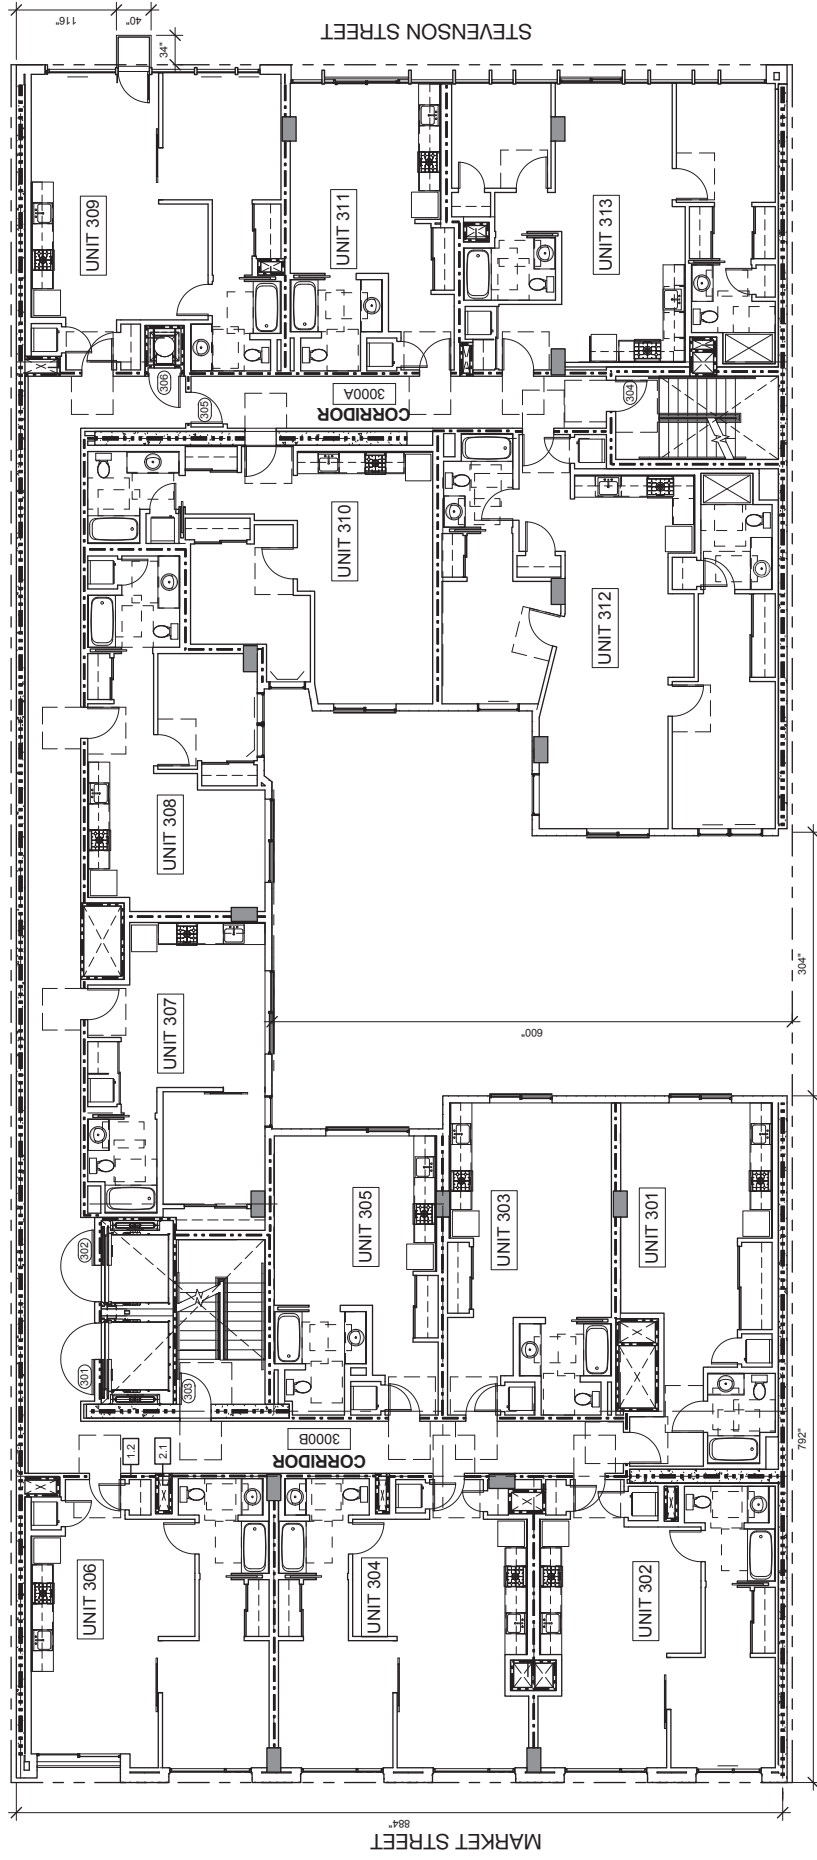 STEVENSON STREET
116"
40"
34"
UNIT 309
UNIT 311
UNIT 313
306
305
3000A
CORRIDOR
304
UNIT 310
UNIT 312
UNIT 308
UNIT 307
600"
304"
302
301
303
UNIT 305
UNIT 303
UNIT 301
3000B
CORRIDOR
1.2
2.1
792"
UNIT 306
UNIT 304
UNIT 302
884"
MARKET STREET